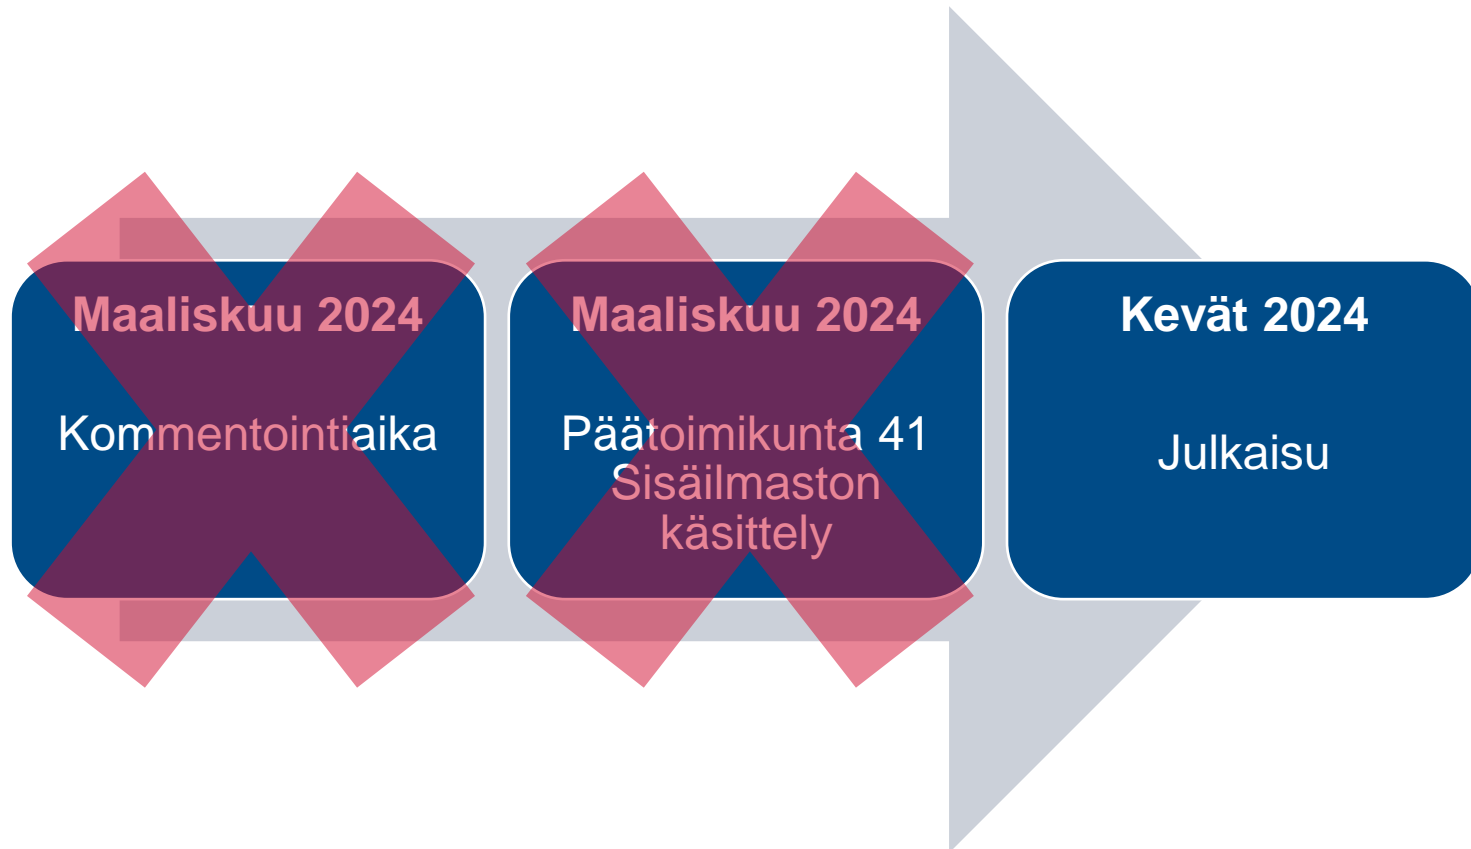 Maaliskuu 2024
Kommentointiaika
Maaliskuu 2024
Päätoimikunta 41
Sisäilmaston
käsittely
Kevät 2024
Julkaisu